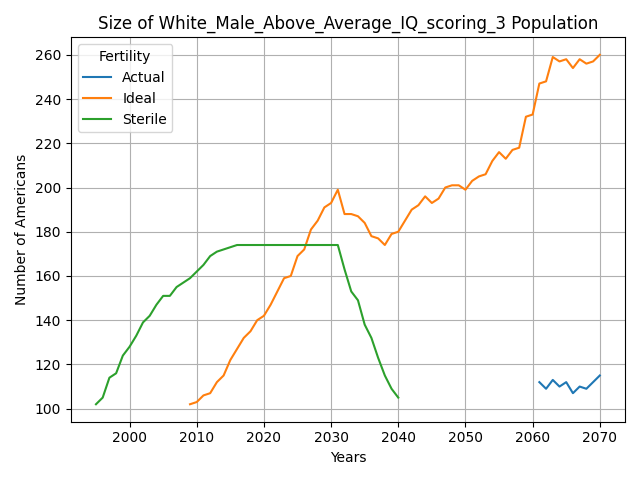 Size of White_Male_Above_Average_IQ_scoring_3 Population
Fertility
Actual
Ideal
Sterile
Number of Americans
260
240
220
200
180
160
140
120
100
2000 2010 2020 2030 2040 2050 2060 2070
Years